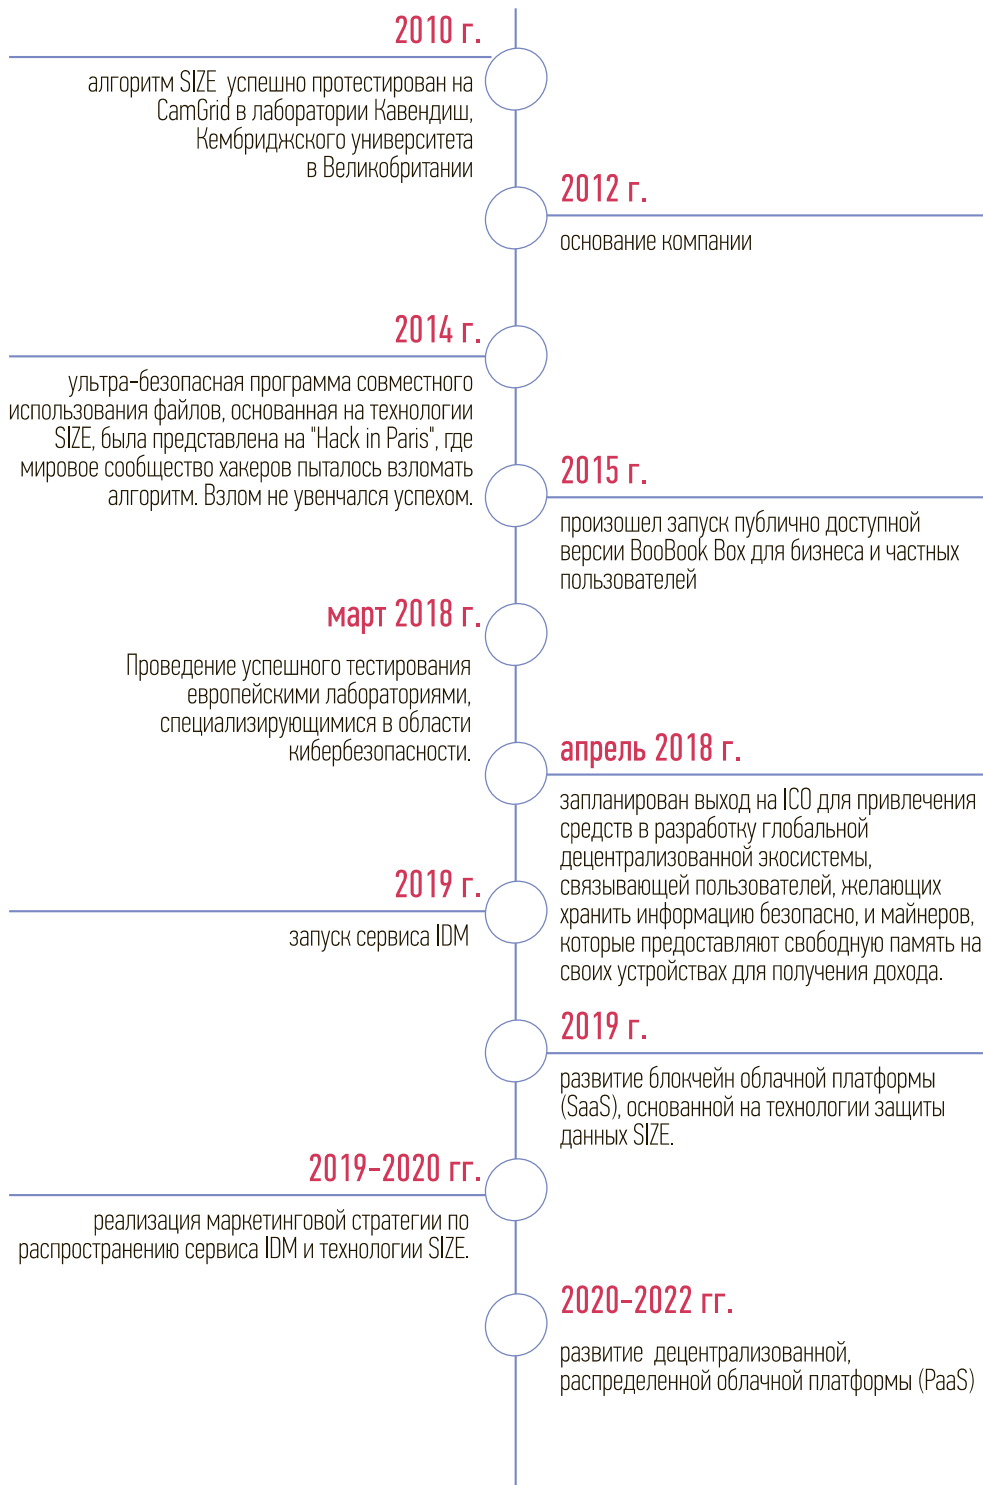 2010 г.
алгоритм SIZE успешно протестирован на
CamGrid в лаборатории Кавендиш,
Кембриджского университета
в Великобритании
2012 г.
основание компании
2014 г.
ультра-безопасная программа совместного
использования файлов, основанная на технологии
SIZE, была представлена на "Hack in Paris", где
мировое сообщество хакеров пыталось взломать
алгоритм. Взлом не увенчался успехом.
2015 г.
произошел запуск публично доступной
версии BooBook Box для бизнеса и частных
пользователей
март 2018 г.
Проведение успешного тестирования
европейскими лабораториями,
специализирующимися в области
кибербезопасности.
апрель 2018 г.
запланирован выход на ICO для привлечения
средств в разработку глобальной
децентрализованной экосистемы,
связывающей пользователей, желающих
хранить информацию безопасно, и майнеров,
которые предоставляют свободную память на
своих устройствах для получения дохода.
2019 г.
запуск сервиса IDM
2019 г.
развитие блокчейн облачной платформы
(SaaS), основанной на технологии защиты
данных SIZE.
2019-2020 гг.
реализация маркетинговой стратегии по
распространению сервиса IDM и технологии SIZE.
2020-2022 гг.
развитие децентрализованной,
распределенной облачной платформы (PaaS)